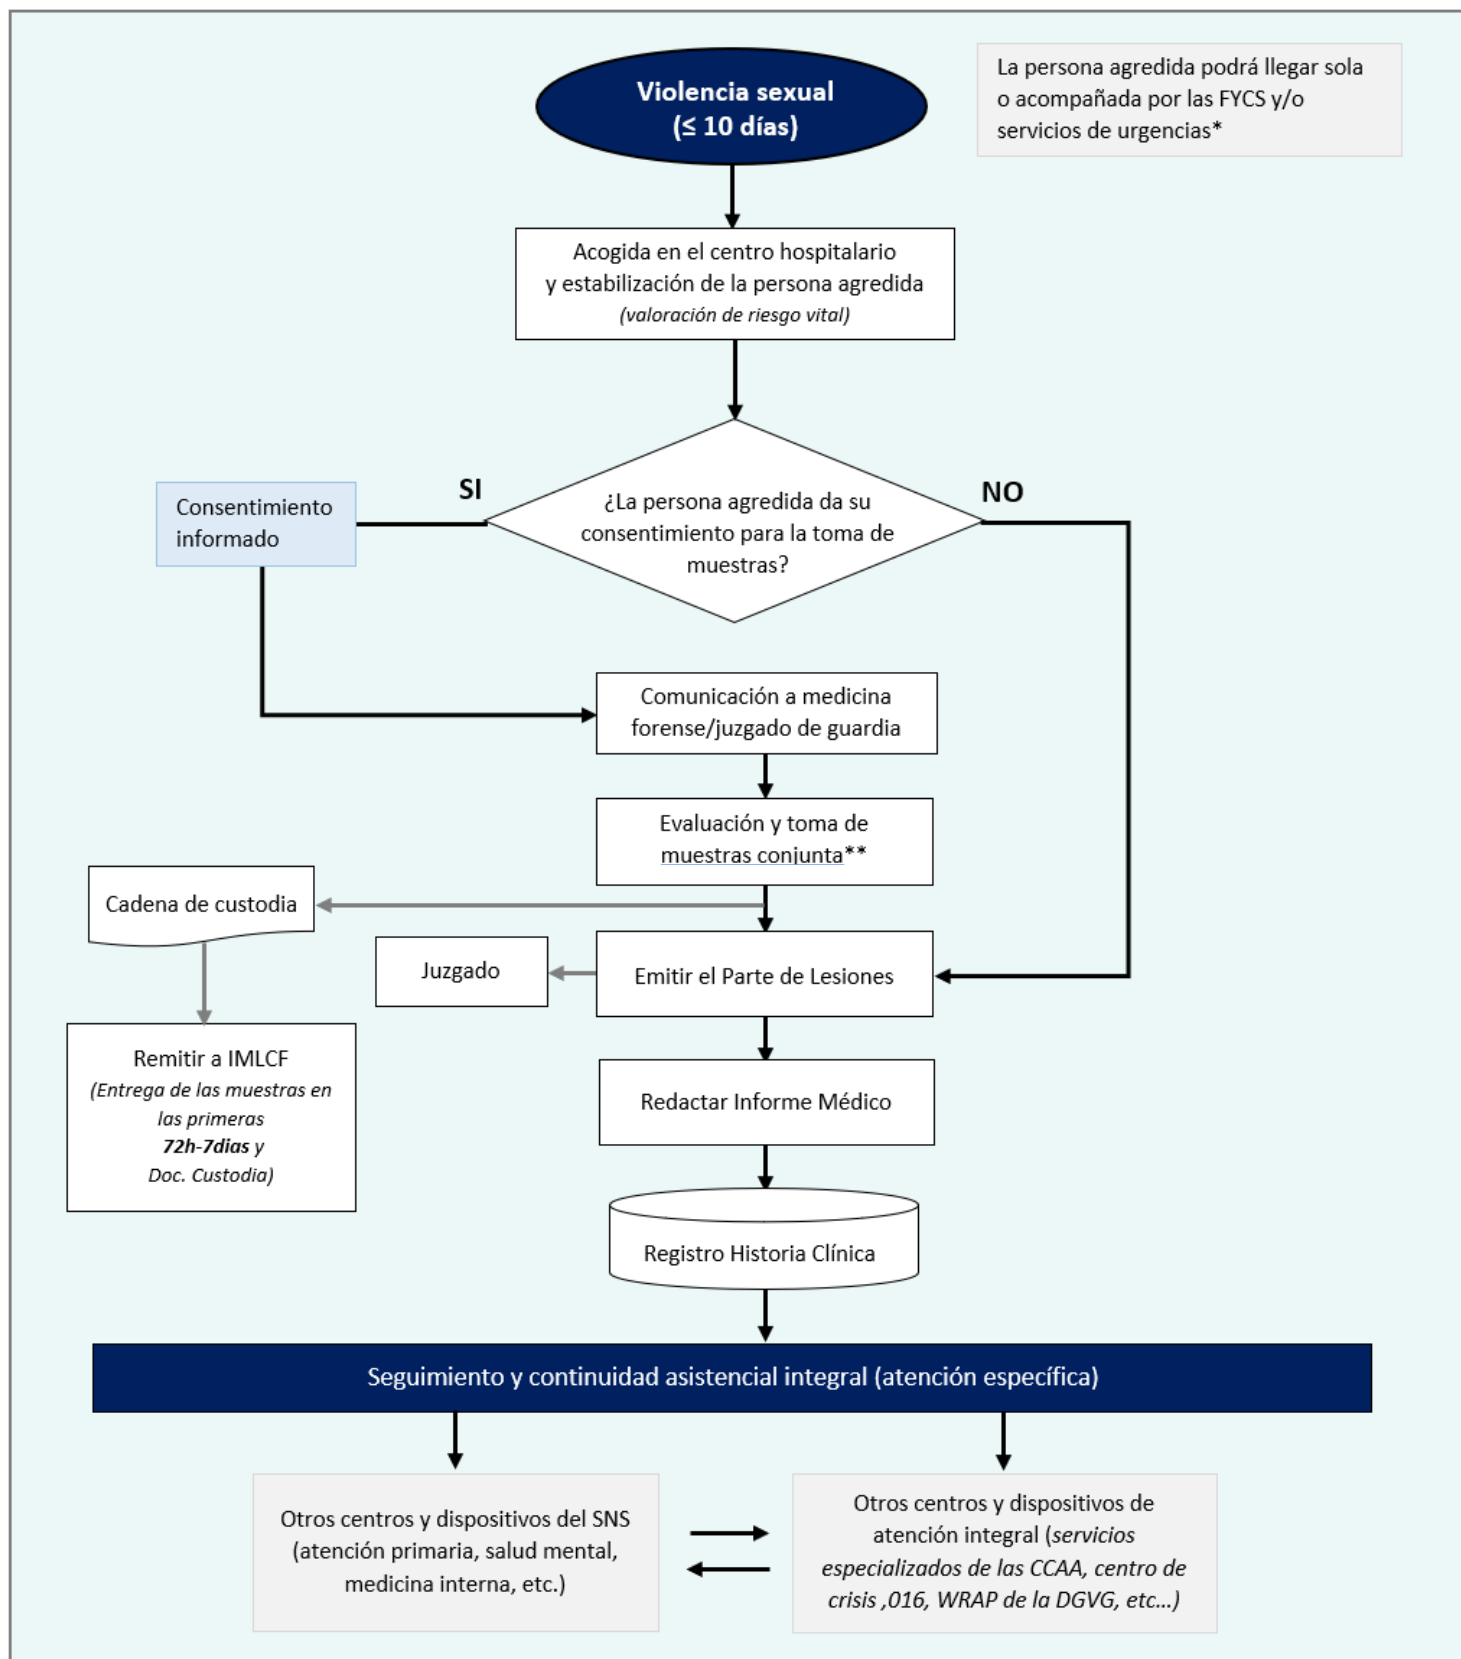 Violencia sexual
(≤ 10 días)
La persona agredida podrá llegar sola
o acompañada por las FYCS y/o
servicios de urgencias*
Acogida en el centro hospitalario
y estabilización de la persona agredida
(valoración de riesgo vital)
SI
NO
¿La persona agredida da su
consentimiento para la toma de
muestras?
Consentimiento
informado
Comunicación a medicina
forense/juzgado de guardia
Evaluación y toma de
muestras conjunta**
Cadena de custodia
Juzgado
Emitir el Parte de Lesiones
Remitir a IMLCF
(Entrega de las muestras en
las primeras
72h-7dias y
Doc. Custodia)
Redactar Informe Médico
Registro Historia Clínica
Seguimiento y continuidad asistencial integral (atención específica)
Otros centros y dispositivos del SNS
(atención primaria, salud mental,
medicina interna, etc.)
Otros centros y dispositivos de
atención integral (servicios
especializados de las CCAA, centro de
crisis ,016, WRAP de la DGVG, etc...)